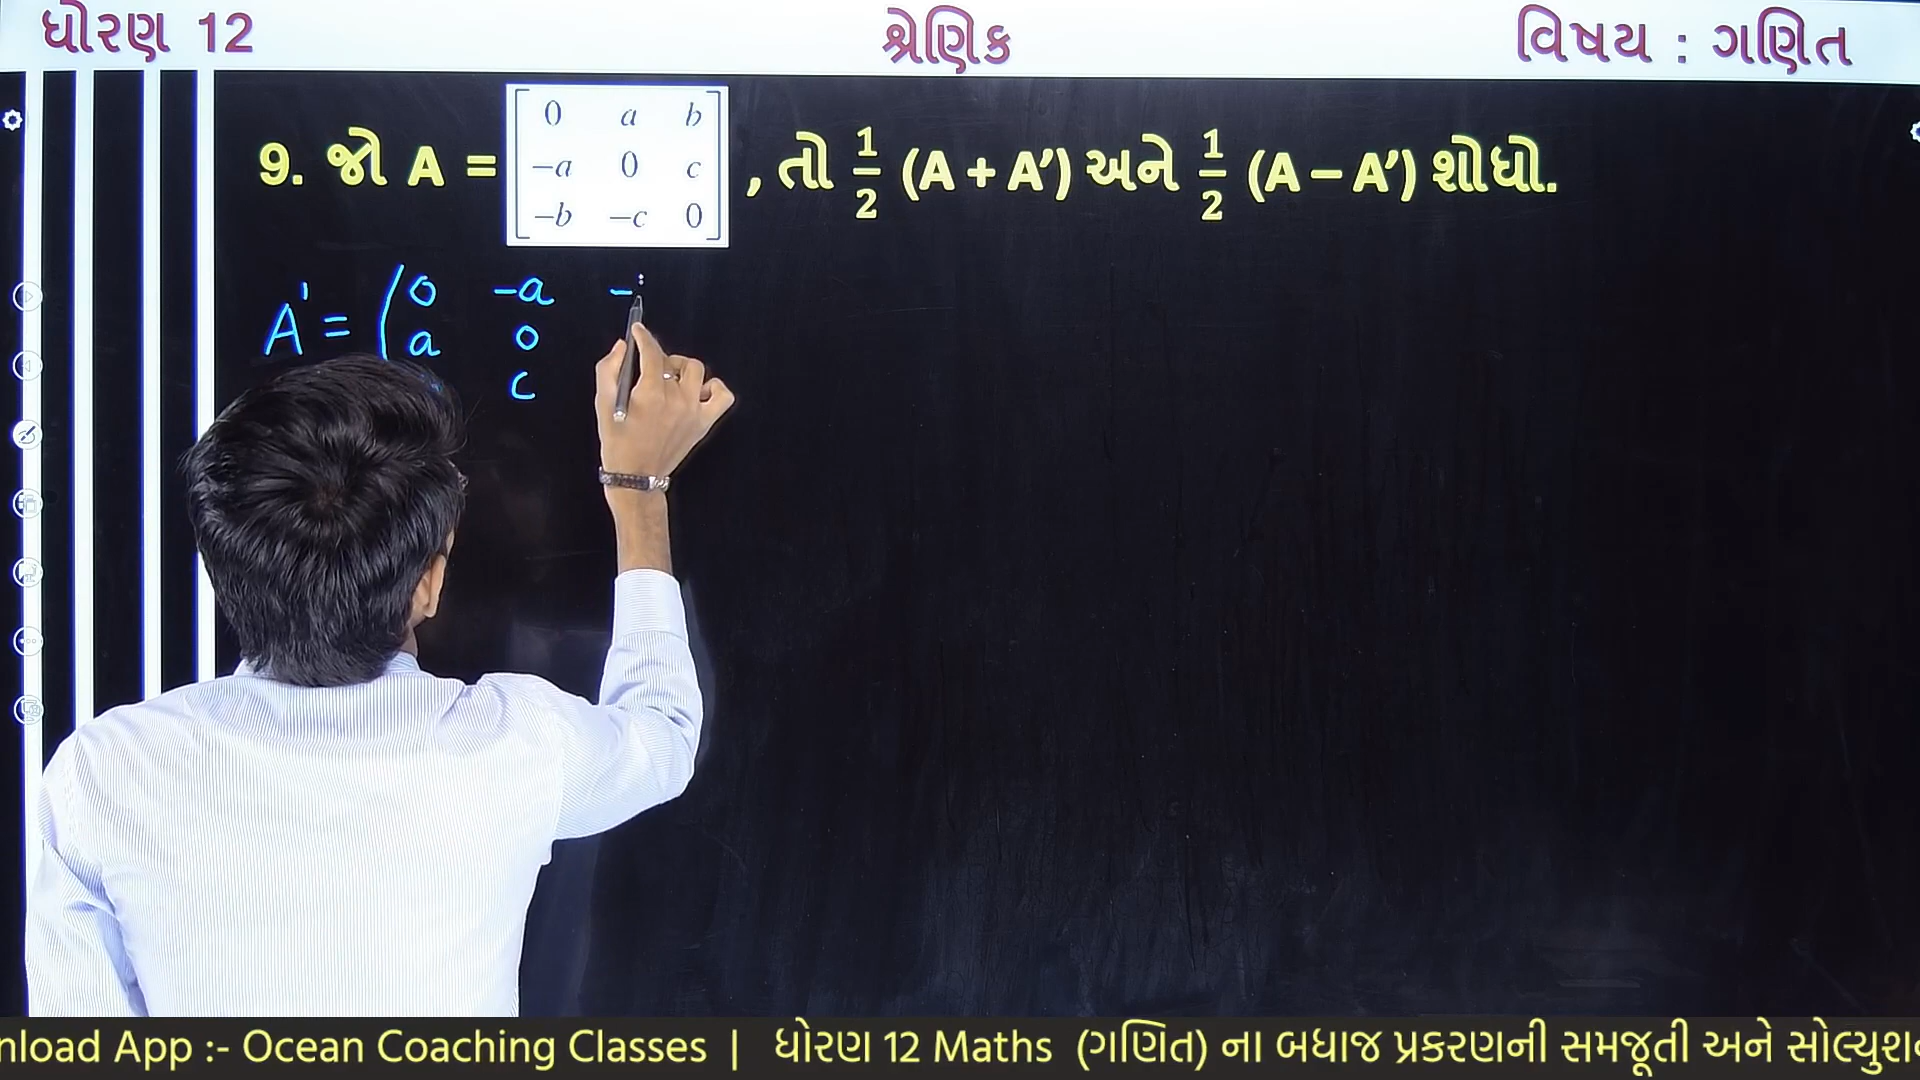 ધોરણ 12 શ્રેણિક વિષય : ગણિત
9. જો A = [0 a b
-a 0 c
-b -c 0] , તો 1/2 (A + A′) અને 1/2 (A – A′) શોધો.
A' = ( 0 -a -
a 0
c
nload App :- Ocean Coaching Classes | ધોરણ 12 Maths (ગણિત) ના બધાજ પ્રકરણની સમજૂતી અને